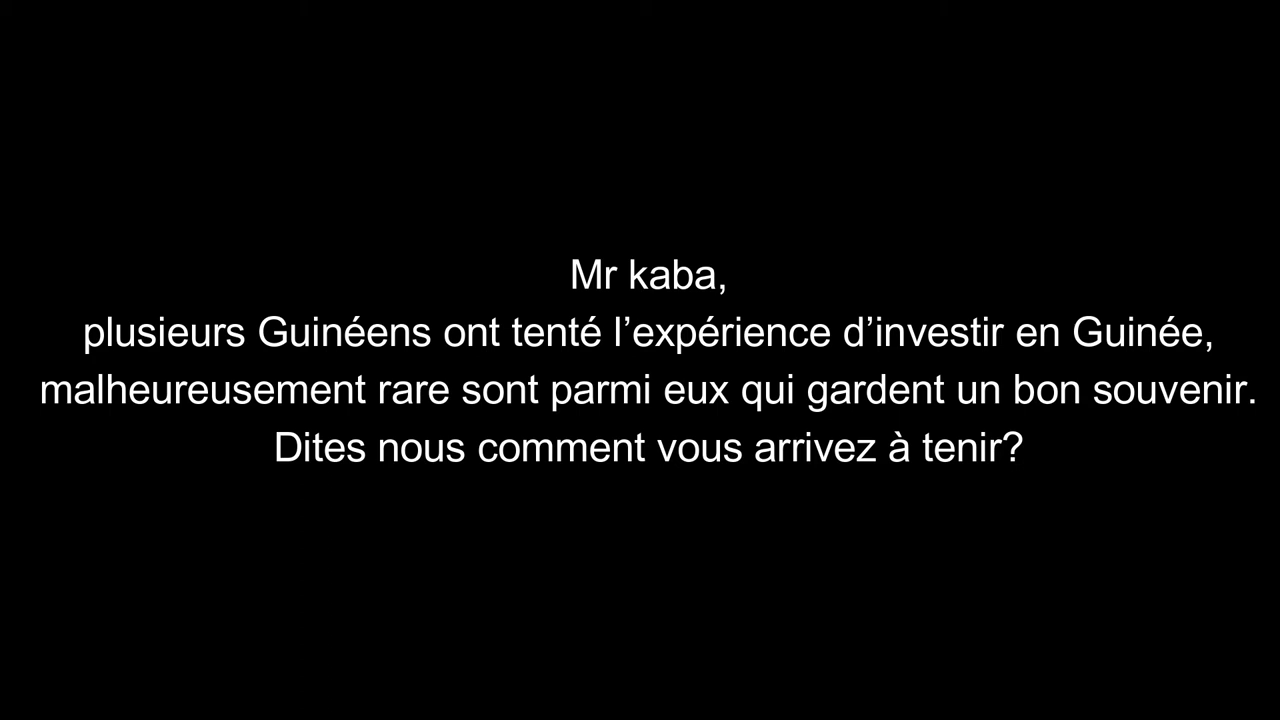 Mr kaba,
plusieurs Guinéens ont tenté l’expérience d’investir en Guinée,
malheureusement rare sont parmi eux qui gardent un bon souvenir.
Dites nous comment vous arrivez à tenir?